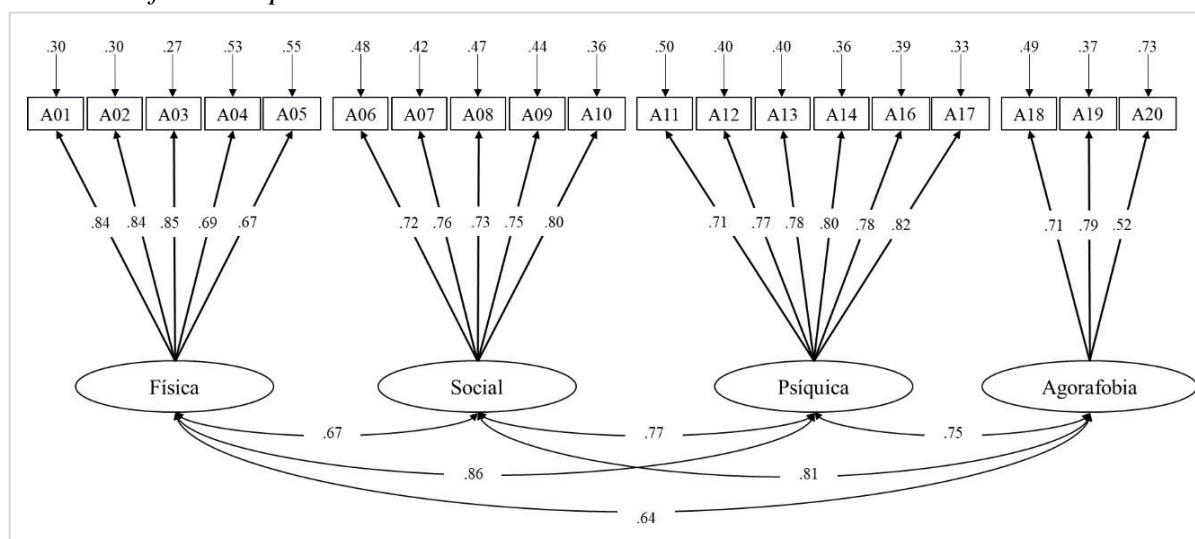 .30 .30 .27 .53 .55 .48 .42 .47 .44 .36 .50 .40 .40 .36 .39 .33 .49 .37 .73
A01 A02 A03 A04 A05 A06 A07 A08 A09 A10 A11 A12 A13 A14 A16 A17 A18 A19 A20
.84 .84 .85 .69 .67 .72 .76 .73 .75 .80 .71 .77 .78 .80 .78 .82 .71 .79 .52
Física Social Psíquica Agorafobia
.67 .77 .75
.86 .81
.64